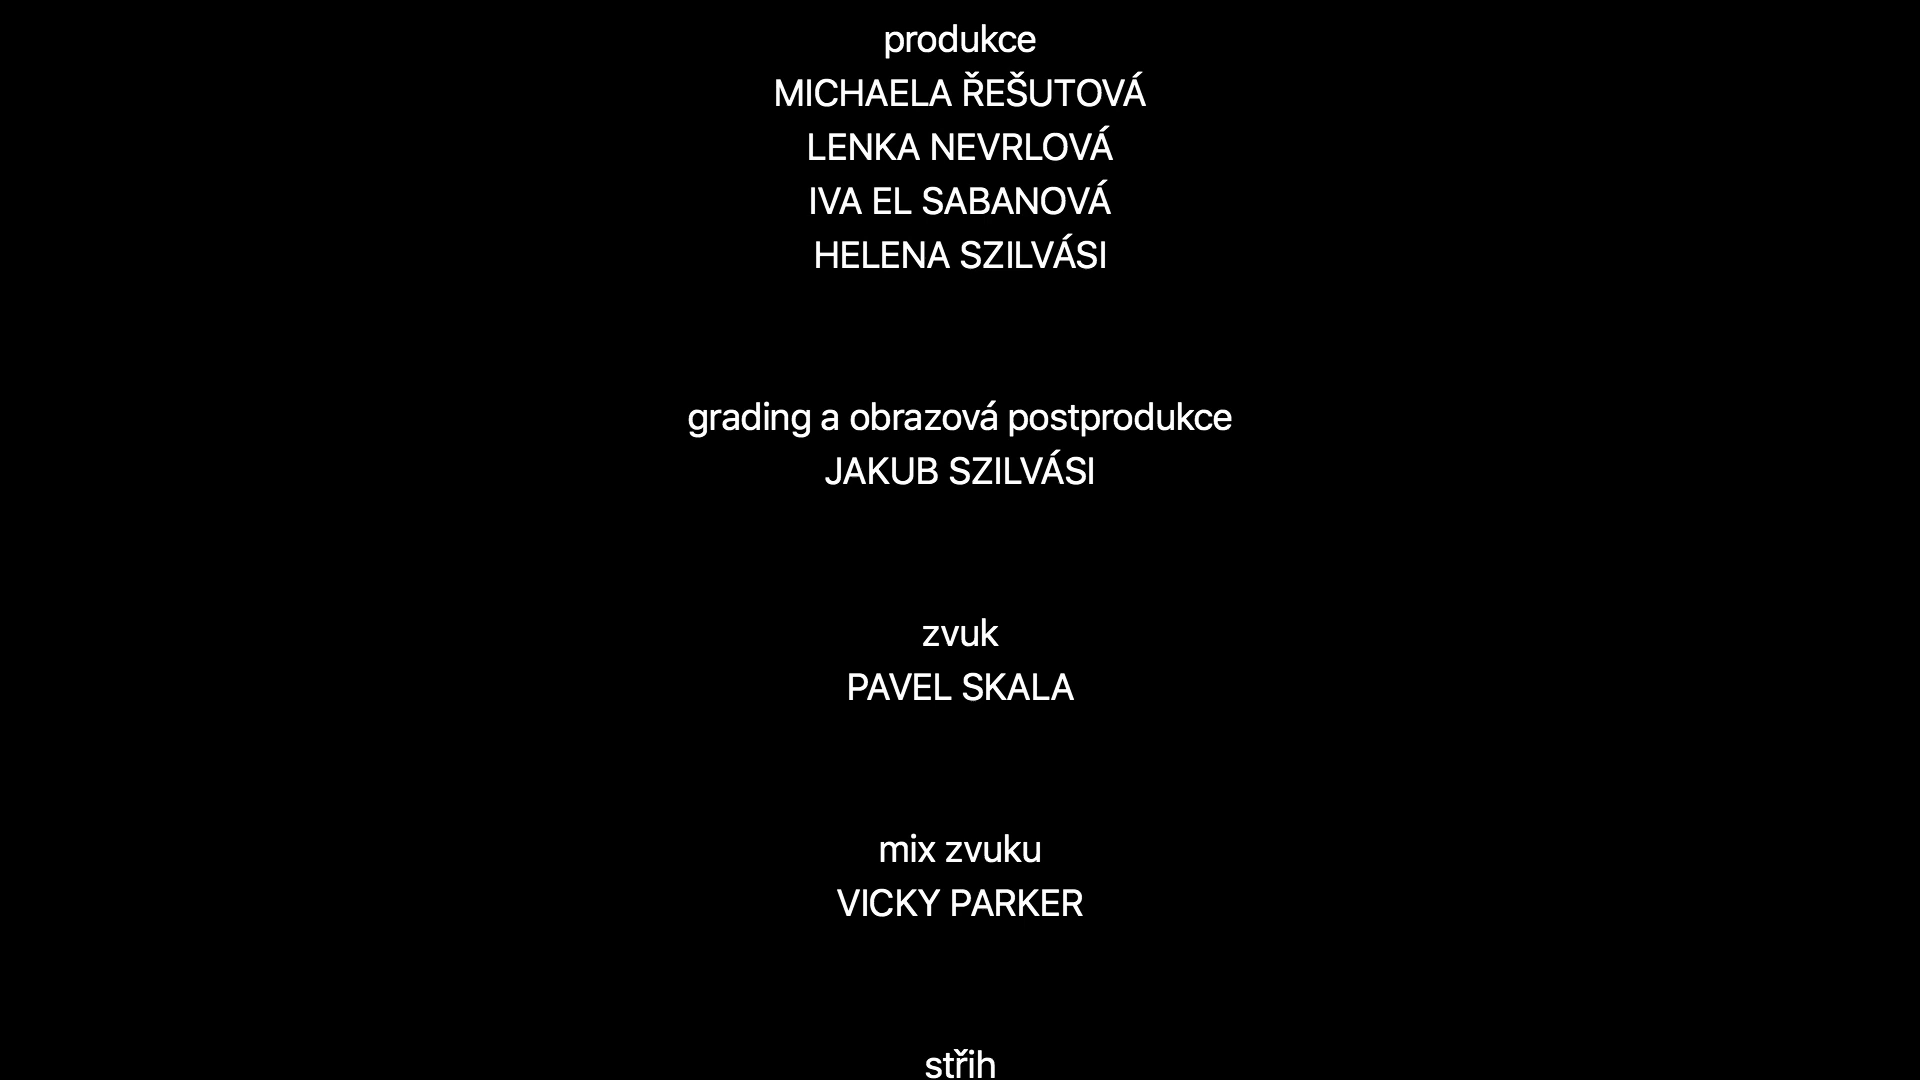 produkce
MICHAELA ŘEŠUTOVÁ
LENKA NEVRLOVÁ
IVA EL SABANOVÁ
HELENA SZILVÁSI
grading a obrazová postprodukce
JAKUB SZILVÁSI
zvuk
PAVEL SKALA
mix zvuku
VICKY PARKER
střih